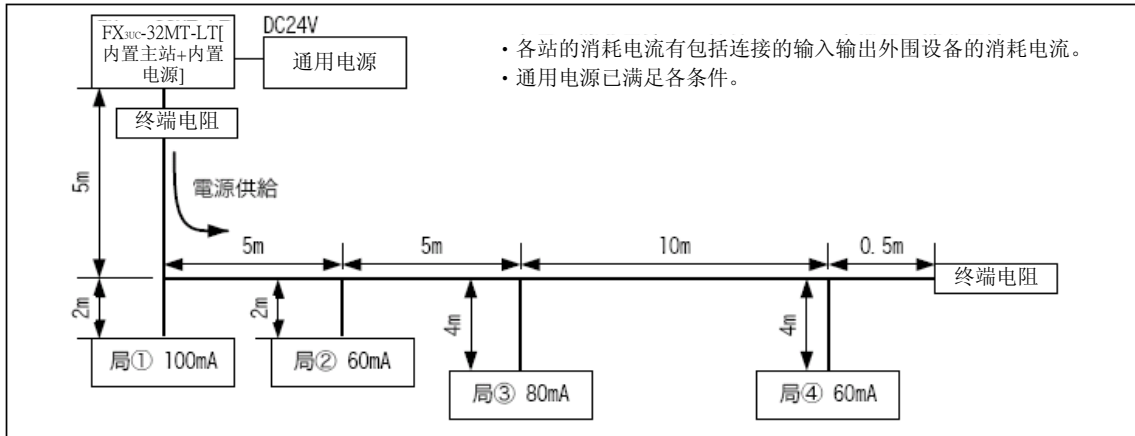 FX3UC-32MT-LT[
内置主站+内置
电源]
DC24V
通用电源
・各站的消耗电流有包括连接的输入输出外围设备的消耗电流。
・通用电源已满足各条件。
终端电阻
5m
電源供給
5m
5m
10m
0.5m
终端电阻
2m
2m
4m
4m
局① 100mA
局② 60mA
局③ 80mA
局④ 60mA